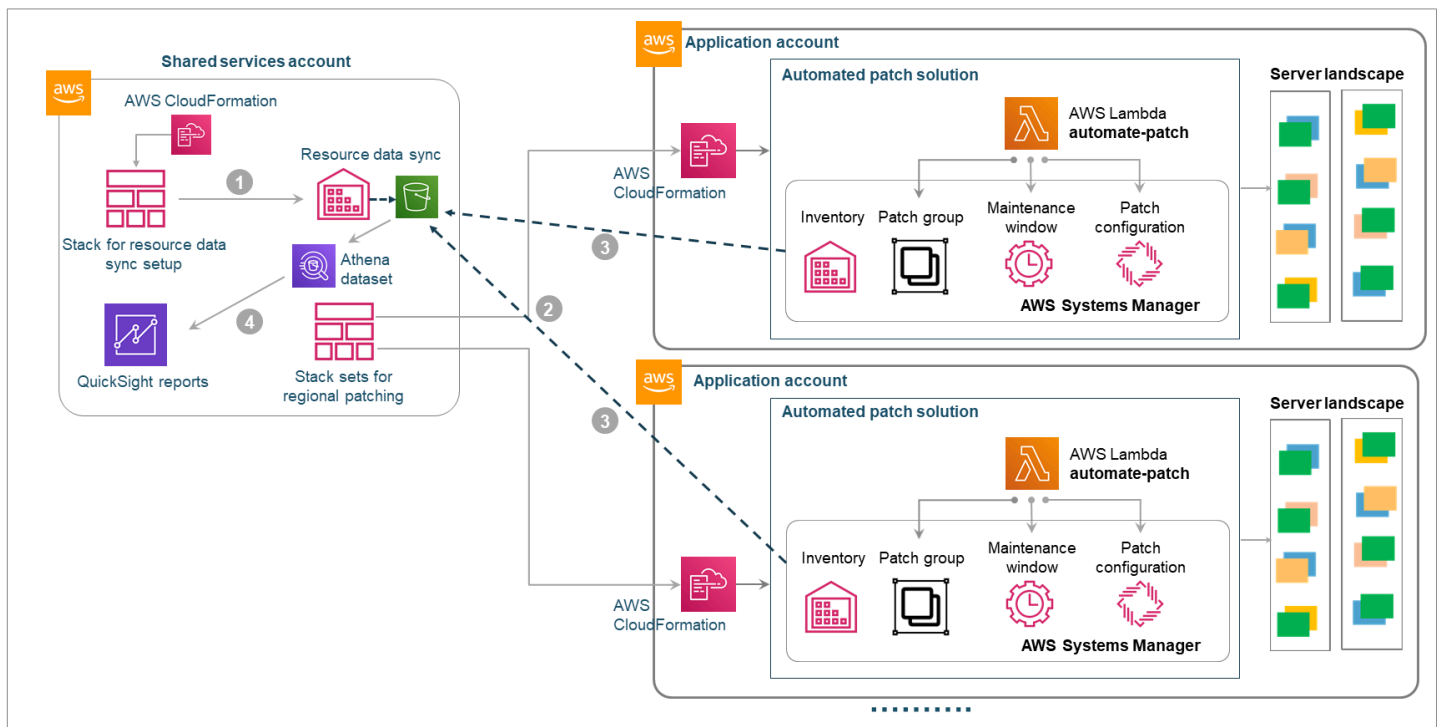 Shared services account
aws
AWS CloudFormation
Resource data sync
1
Stack for resource data
sync setup
Athena
dataset
4
QuickSight reports
Stack sets for
regional patching
2
3
3
aws
Application account
Automated patch solution
Server landscape
AWS Lambda
automate-patch
AWS
CloudFormation
Inventory
Patch group
Maintenance
window
Patch
configuration
AWS Systems Manager
aws
Application account
Automated patch solution
Server landscape
AWS Lambda
automate-patch
AWS
CloudFormation
Inventory
Patch group
Maintenance
window
Patch
configuration
AWS Systems Manager